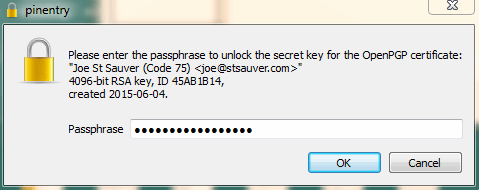 pinentry
Please enter the passphrase to unlock the secret key for the OpenPGP certificate:
"Joe St Sauver (Code 75) <joe@stsauver.com>"
4096-bit RSA key, ID 45AB1B14,
created 2015-06-04.
Passphrase ●●●●●●●●●●●●●●●●●
OK Cancel